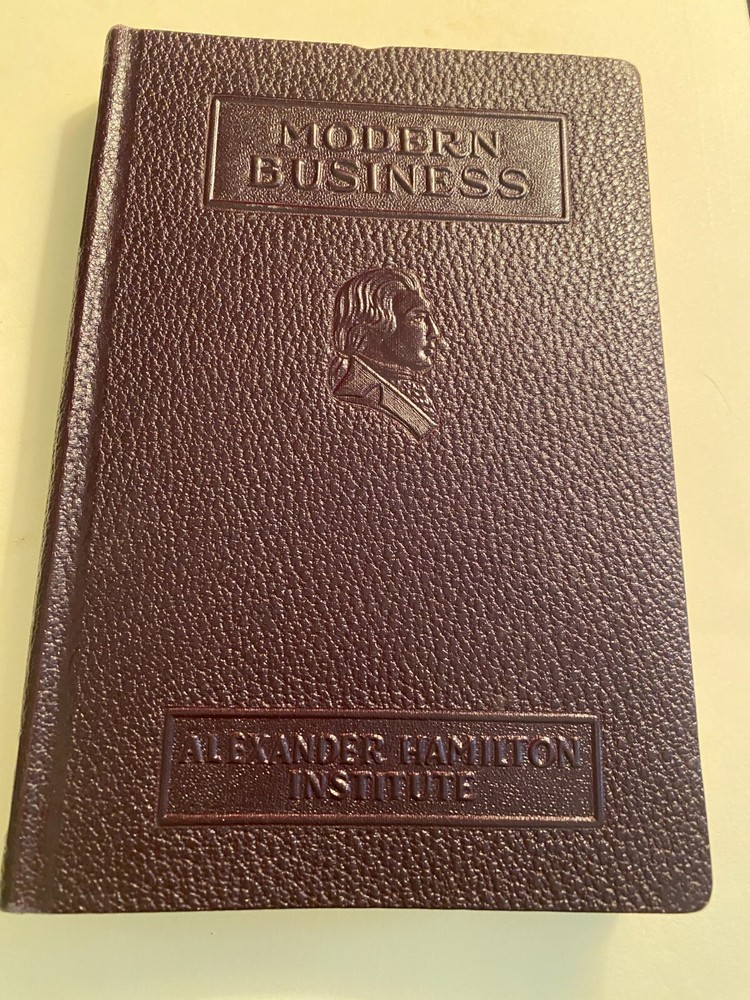 MODERN
BUSINESS
ALEXANDER HAMILTON
INSTITUTE